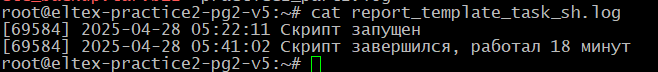 root@eltex-practice2-pg2-v5:~# cat report_template_task_sh.log
[69584] 2025-04-28 05:22:11 Скрипт запущен
[69584] 2025-04-28 05:41:02 Скрипт завершился, работал 18 минут
root@eltex-practice2-pg2-v5:~#